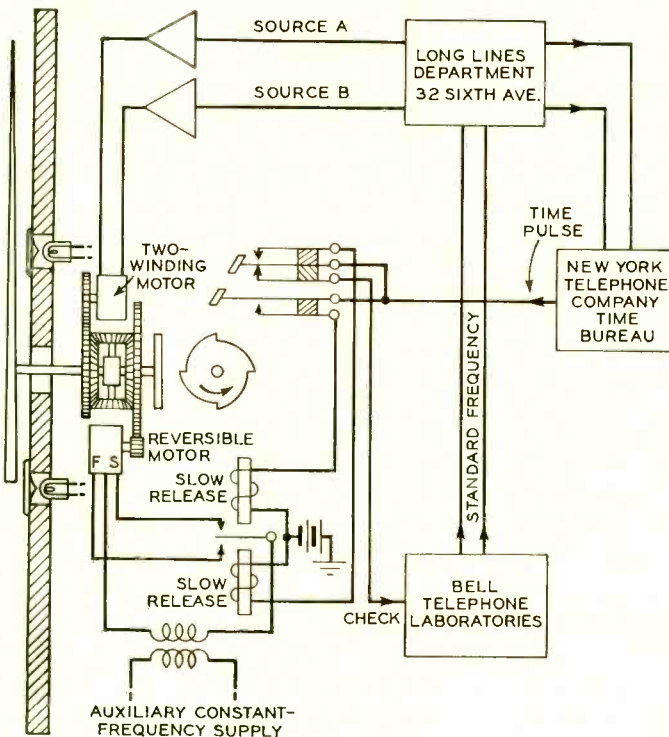 SOURCE A
SOURCE B
LONG LINES
DEPARTMENT
32 SIXTH AVE.
TIME
PULSE
TWO-
WINDING
MOTOR
NEW YORK
TELEPHONE
COMPANY
TIME
BUREAU
STANDARD FREQUENCY
REVERSIBLE
MOTOR
F S
SLOW
RELEASE
SLOW
RELEASE
CHECK
BELL
TELEPHONE
LABORATORIES
AUXILIARY CONSTANT-
FREQUENCY SUPPLY